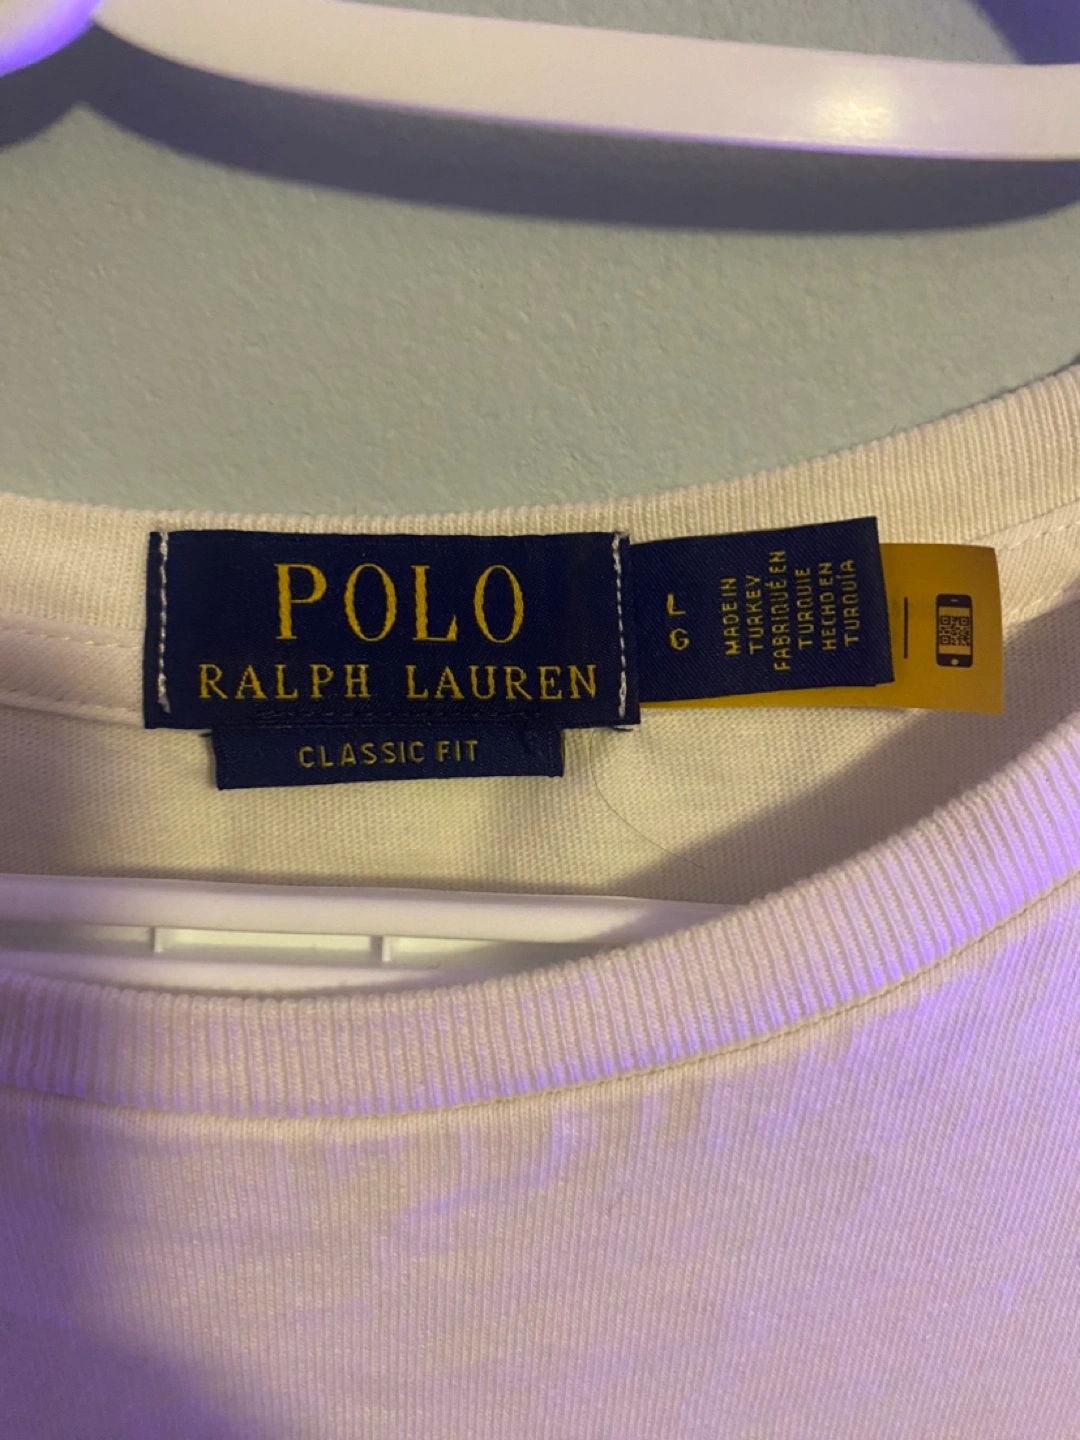 POLO
RALPH LAUREN
CLASSIC FIT
L
G
MADE IN
TURKEY
FABRIQUÉ EN
TURQUIE
HECHO EN
TURQUÍA